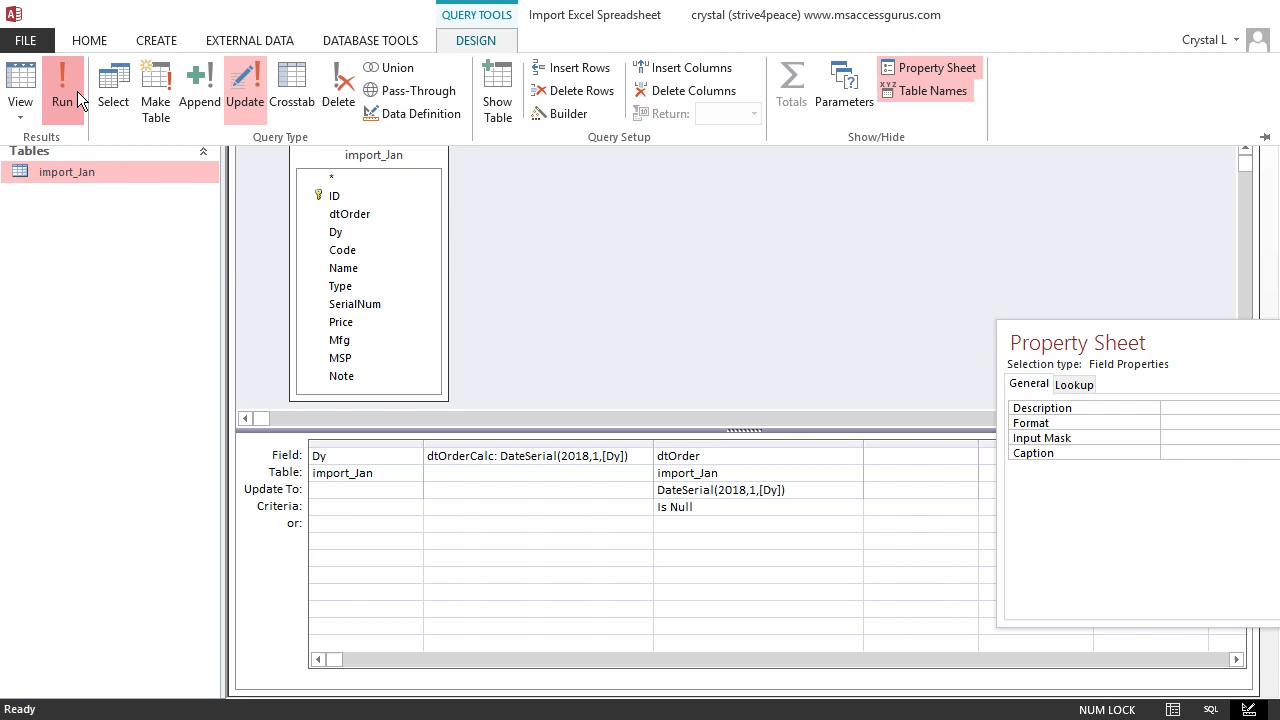 QUERY TOOLS Import Excel Spreadsheet crystal (strive4peace) www.msaccessgurus.com
FILE HOME CREATE EXTERNAL DATA DATABASE TOOLS DESIGN Crystal L
View Run Select Make Table Append Update Crosstab Delete
Union
Pass-Through
Data Definition
Show Table
Insert Rows
Delete Rows
Builder
Insert Columns
Delete Columns
Return:
Totals Parameters
Property Sheet
XYZ Table Names
Results Query Type Query Setup Show/Hide
Tables
import_Jan
import_Jan
*
ID
dtOrder
Dy
Code
Name
Type
SerialNum
Price
Mfg
MSP
Note
Property Sheet
Selection type: Field Properties
General Lookup
Description
Format
Input Mask
Caption
Field: Dy dtOrderCalc: DateSerial(2018,1,[Dy]) dtOrder
Table: import_Jan import_Jan
Update To: DateSerial(2018,1,[Dy])
Criteria: Is Null
or:
Ready NUM LOCK SQL